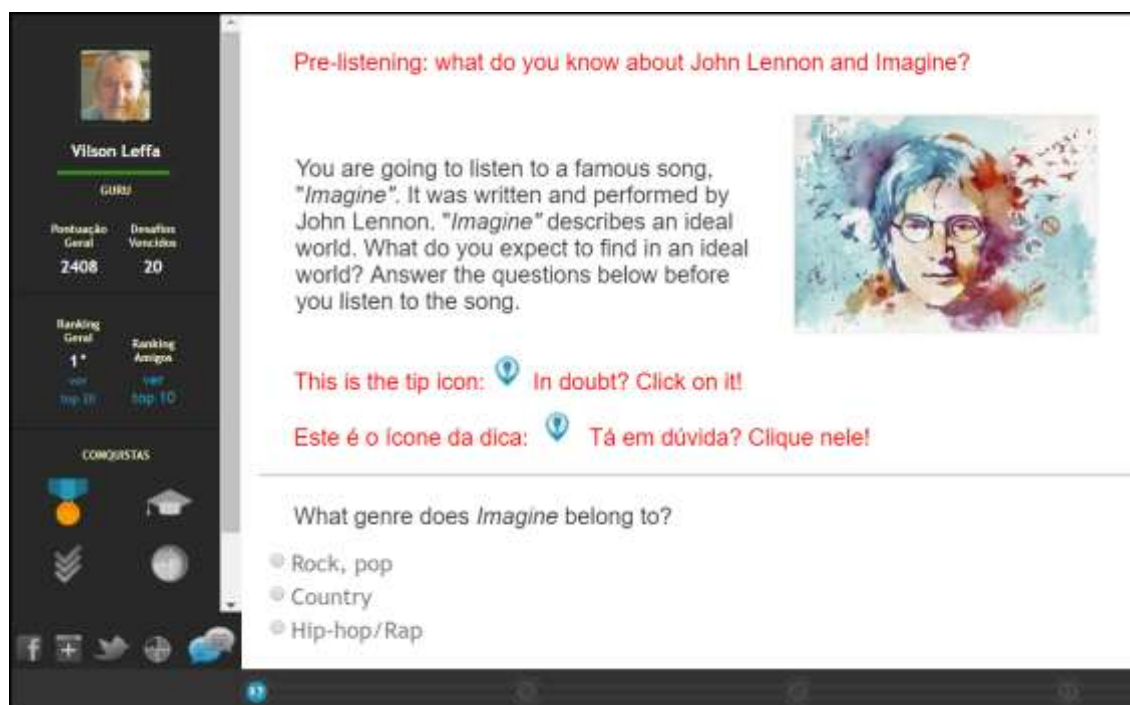 Vilson Leffa
GURU
Pontuação Geral
2408
Desafios Vencidos
20
Ranking Geral
1°
ver
top 10
Ranking Amigos
ver
top 10
CONQUISTAS
Pre-listening: what do you know about John Lennon and Imagine?
You are going to listen to a famous song,
"Imagine". It was written and performed by
John Lennon. "Imagine" describes an ideal
world. What do you expect to find in an ideal
world? Answer the questions below before
you listen to the song.
This is the tip icon: In doubt? Click on it!
Este é o ícone da dica: Tá em dúvida? Clique nele!
What genre does Imagine belong to?
Rock, pop
Country
Hip-hop/Rap